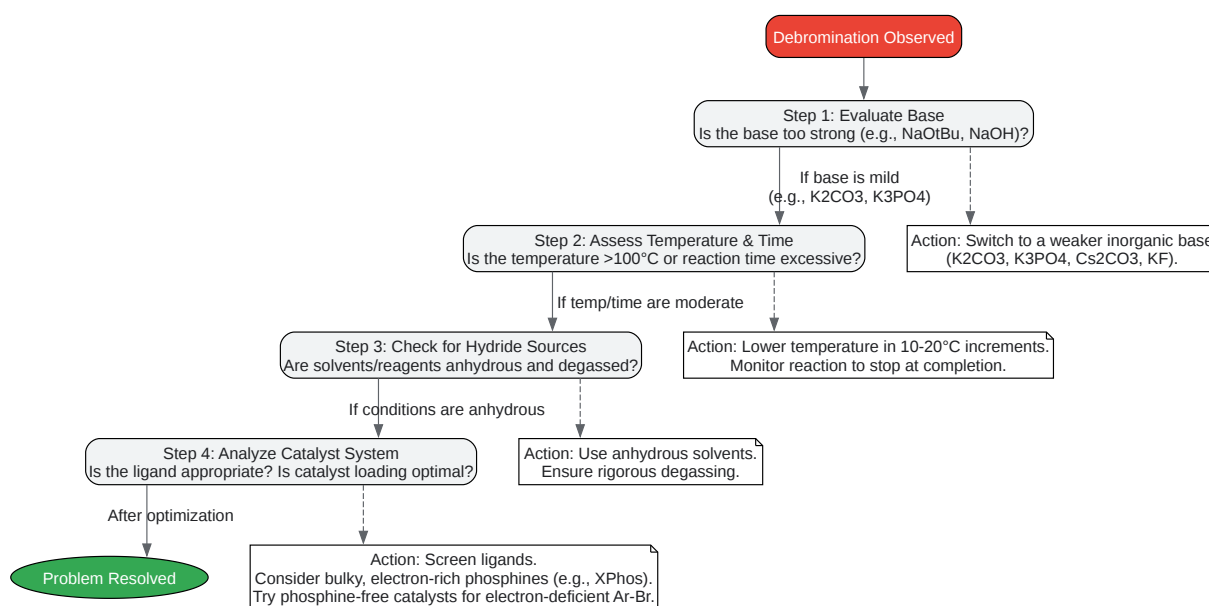 Debromination Observed
Step 1: Evaluate Base
Is the base too strong (e.g., NaOtBu, NaOH)?
If base is mild
(e.g., K2CO3, K3PO4)
Action: Switch to a weaker inorganic base
(K2CO3, K3PO4, Cs2CO3, KF).
Step 2: Assess Temperature & Time
Is the temperature >100°C or reaction time excessive?
If temp/time are moderate
Action: Lower temperature in 10-20°C increments.
Monitor reaction to stop at completion.
Step 3: Check for Hydride Sources
Are solvents/reagents anhydrous and degassed?
If conditions are anhydrous
Action: Use anhydrous solvents.
Ensure rigorous degassing.
Step 4: Analyze Catalyst System
Is the ligand appropriate? Is catalyst loading optimal?
After optimization
Action: Screen ligands.
Consider bulky, electron-rich phosphines (e.g., XPhos).
Try phosphine-free catalysts for electron-deficient Ar-Br.
Problem Resolved